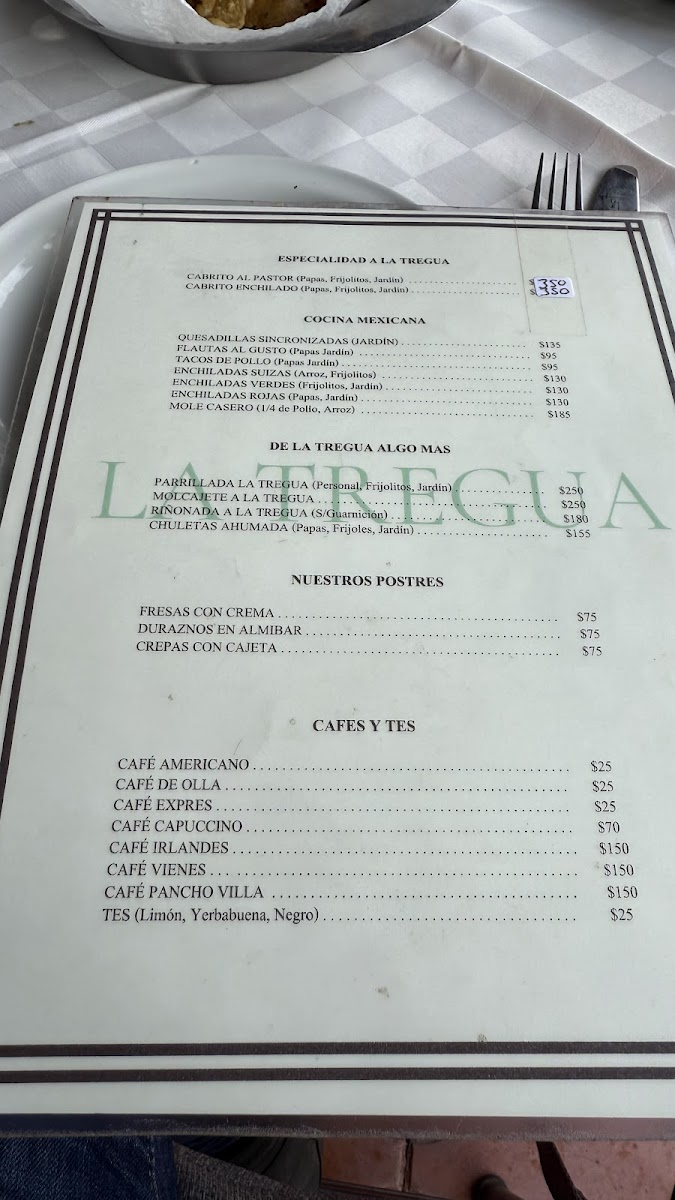 ESPECIALIDAD A LA TREGUA
CABRITO AL PASTOR (Papas, Frijolitos, Jardín) ........................ $350
CABRITO ENCHILADO (Papas, Frijolitos, Jardín) ........................ $350
COCINA MEXICANA
QUESADILLAS SINCRONIZADAS (JARDÍN) ........................ $135
FLAUTAS AL GUSTO (Papas Jardín) ........................ $95
TACOS DE POLLO (Papas Jardín) ........................ $95
ENCHILADAS SUIZAS (Arroz, Frijolitos) ........................ $130
ENCHILADAS VERDES (Frijolitos, Jardín) ........................ $130
ENCHILADAS ROJAS (Papas, Jardín) ........................ $130
MOLE CASERO (1/4 de Pollo, Arroz) ........................ $185
DE LA TREGUA ALGO MAS
LA TREGUA
PARRILLADA LA TREGUA (Personal, Frijolitos, Jardín) ........................ $250
MOLCAJETE A LA TREGUA ........................ $250
RIÑONADA A LA TREGUA (S/Guarnición) ........................ $180
CHULETAS AHUMADA (Papas, Frijoles, Jardín) ........................ $155
NUESTROS POSTRES
FRESAS CON CREMA ........................ $75
DURAZNOS EN ALMIBAR ........................ $75
CREPAS CON CAJETA ........................ $75
CAFES Y TES
CAFÉ AMERICANO ........................ $25
CAFÉ DE OLLA ........................ $25
CAFÉ EXPRES ........................ $25
CAFÉ CAPUCCINO ........................ $70
CAFÉ IRLANDES ........................ $150
CAFÉ VIENES ........................ $150
CAFÉ PANCHO VILLA ........................ $150
TES (Limón, Yerbabuena, Negro) ........................ $25